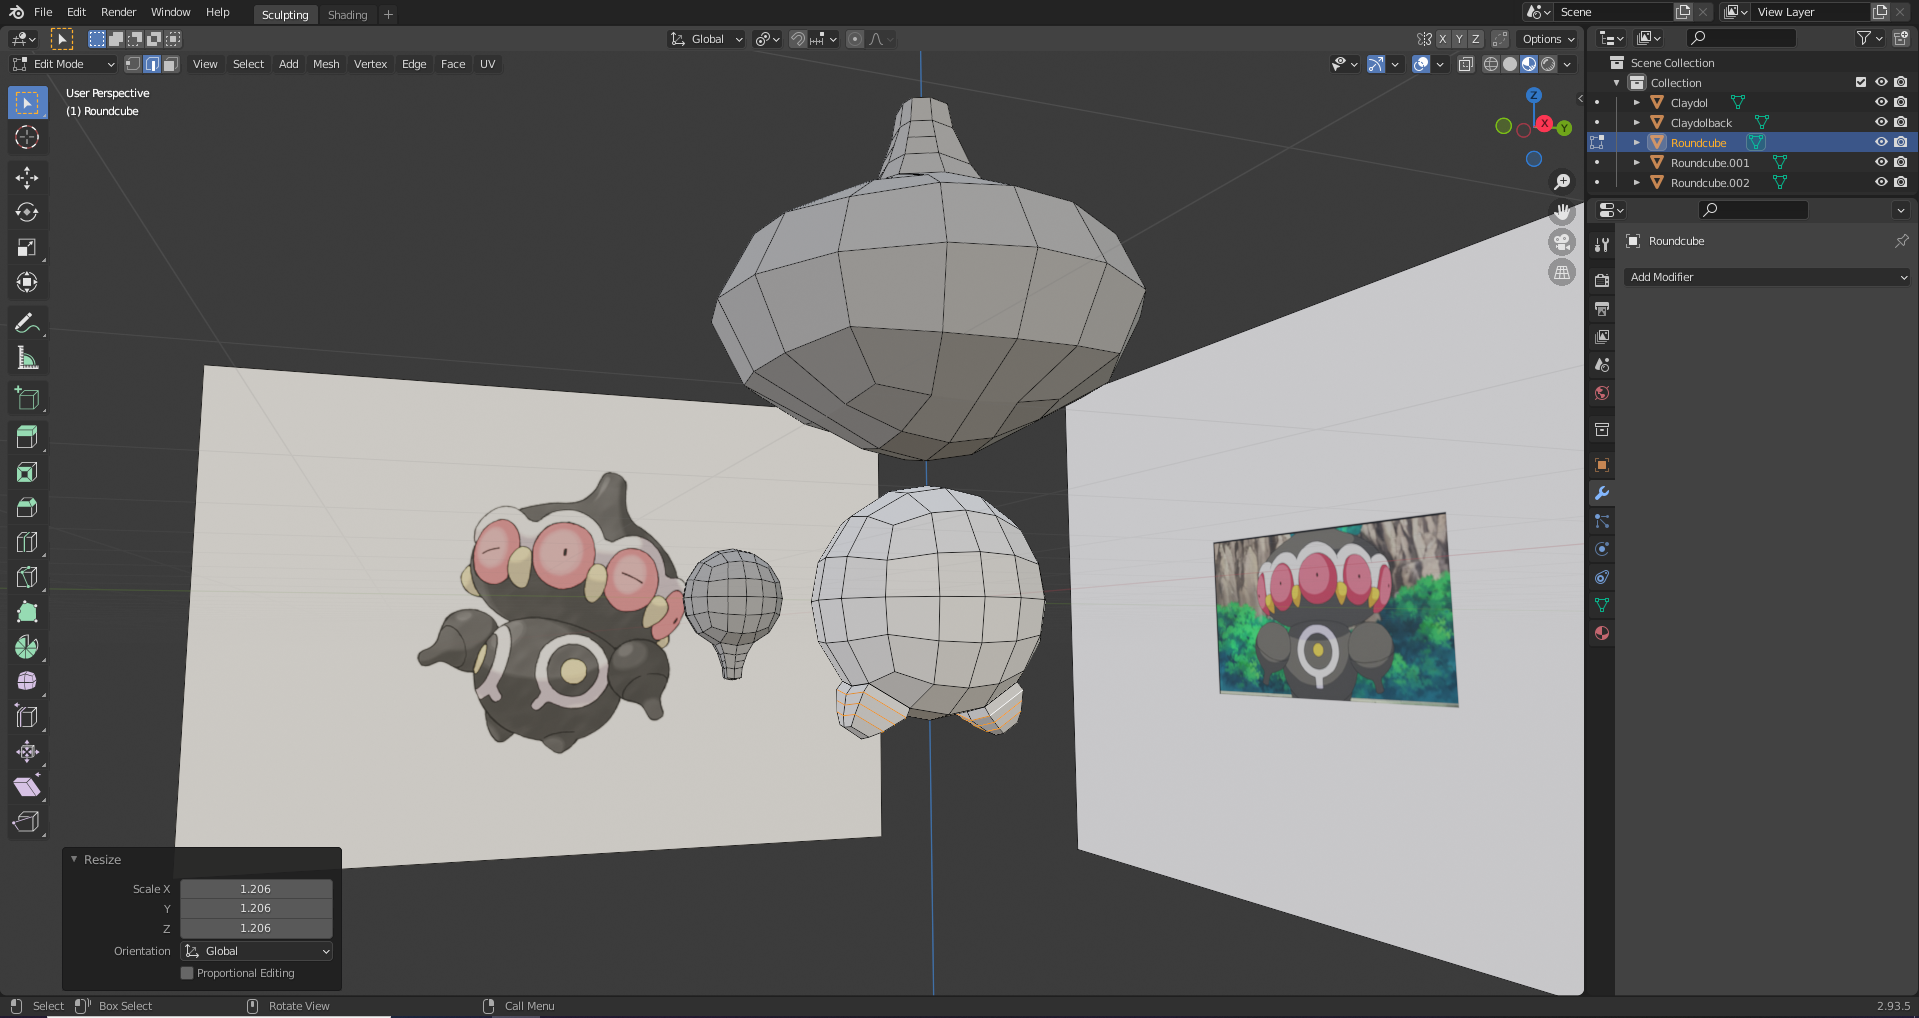 File Edit Render Window Help Sculpting Shading +
Scene View Layer
Global X Y Z Options
Edit Mode View Select Add Mesh Vertex Edge Face UV
User Perspective
(1) Roundcube
Z
X
Y
Scene Collection
Collection
Claydol
Claydolback
Roundcube
Roundcube.001
Roundcube.002
Roundcube
Add Modifier
Resize
Scale X 1.206
Y 1.206
Z 1.206
Orientation Global
Proportional Editing
Select Box Select Rotate View Call Menu 2.93.5